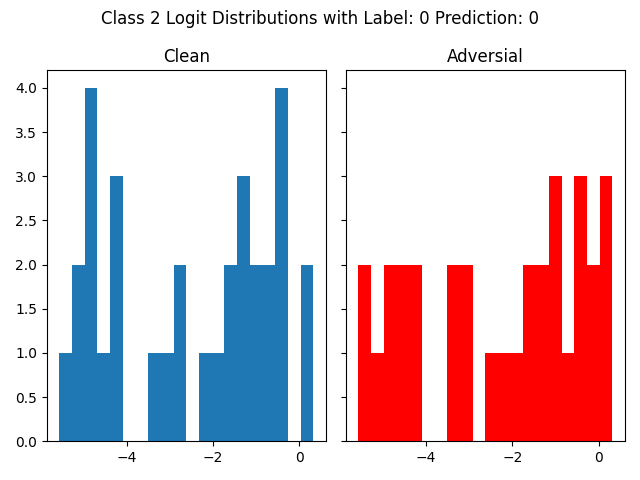 Class 2 Logit Distributions with Label: 0 Prediction: 0
Clean
Adversial
4.0
3.5
3.0
2.5
2.0
1.5
1.0
0.5
0.0
−4 −2 0 −4 −2 0